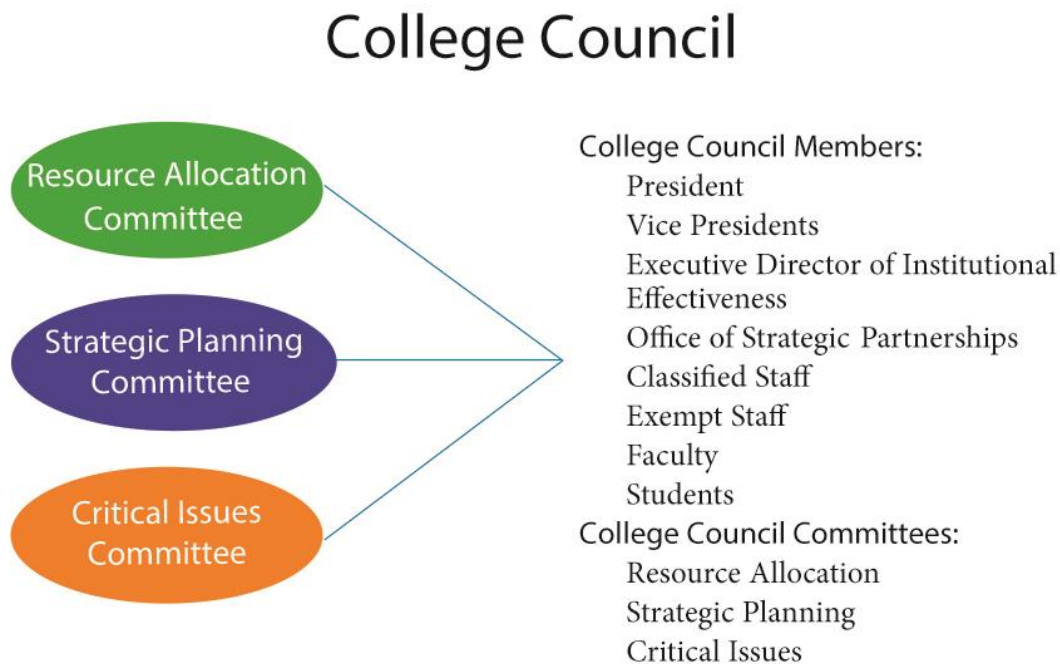 College Council
Resource Allocation
Committee
Strategic Planning
Committee
Critical Issues
Committee
College Council Members:
President
Vice Presidents
Executive Director of Institutional
Effectiveness
Office of Strategic Partnerships
Classified Staff
Exempt Staff
Faculty
Students
College Council Committees:
Resource Allocation
Strategic Planning
Critical Issues